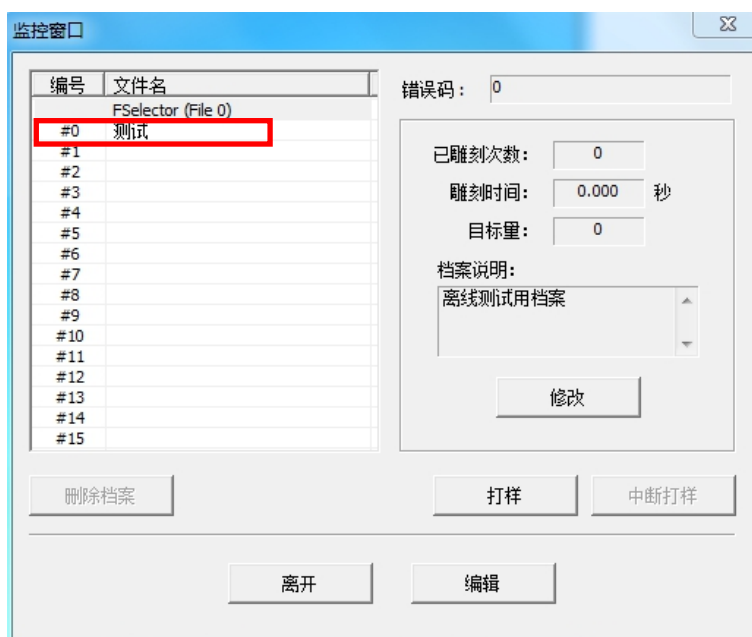 监控窗口
编号 文件名
FSelector (File 0)
#0 测试
#1
#2
#3
#4
#5
#6
#7
#8
#9
#10
#11
#12
#13
#14
#15
错误码： 0
已雕刻次数： 0
雕刻时间： 0.000 秒
目标量： 0
档案说明：
离线测试用档案
修改
删除档案 打样 中断打样
离开 编辑